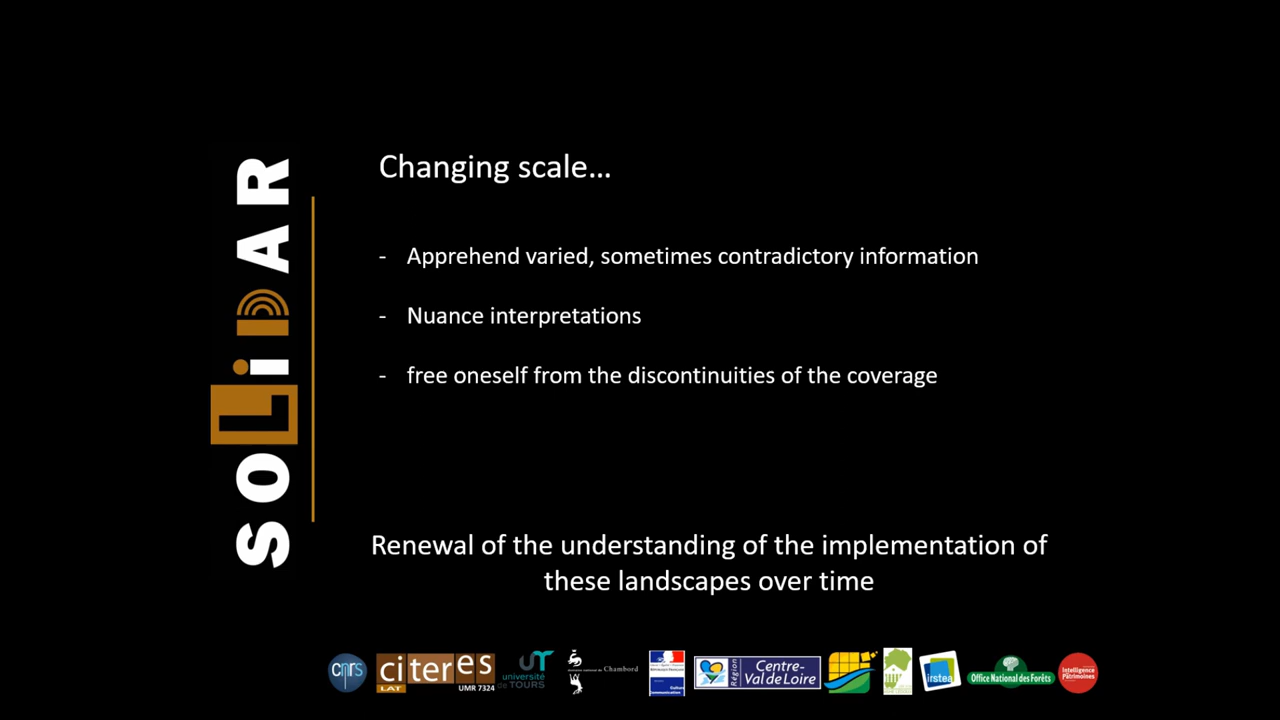 SOLiDAR
Changing scale...
- Apprehend varied, sometimes contradictory information
- Nuance interpretations
- free oneself from the discontinuities of the coverage
Renewal of the understanding of the implementation of
these landscapes over time
cnrs
citeres
LAT
UMR 7324
UT
université
de TOURS
Chambord
Région
Centre-
Val de Loire
irstea
Office National des Forêts
Intelligence
Patrimoines